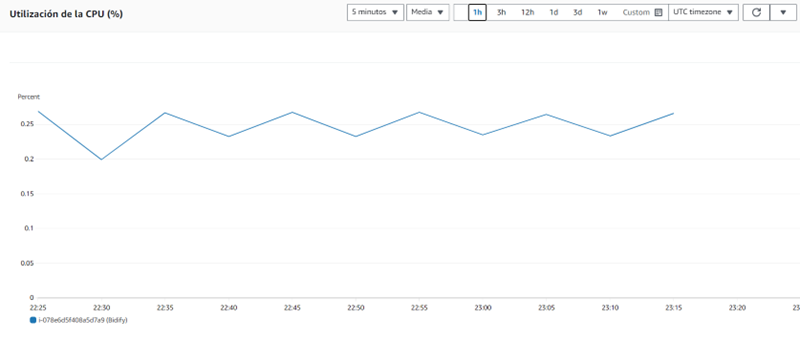 Utilización de la CPU (%)
5 minutos Media 1h 3h 12h 1d 3d 1w Custom UTC timezone
Percent
0.25
0.2
0.15
0.1
0.05
0
22:25 22:30 22:35 22:40 22:45 22:50 22:55 23:00 23:05 23:10 23:15 23:20 23
i-078e6d5f408a5d7a9 (Bidify)